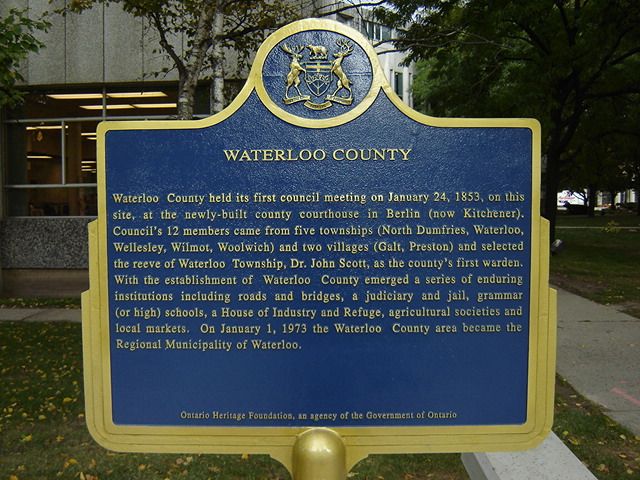 WATERLOO COUNTY
Waterloo County held its first council meeting on January 24, 1853, on this
site, at the newly-built county courthouse in Berlin (now Kitchener).
Council's 12 members came from five townships (North Dumfries, Waterloo,
Wellesley, Wilmot, Woolwich) and two villages (Galt, Preston) and selected
the reeve of Waterloo Township, Dr. John Scott, as the county's first warden.
With the establishment of Waterloo County emerged a series of enduring
institutions including roads and bridges, a judiciary and jail, grammar
(or high) schools, a House of Industry and Refuge, agricultural societies and
local markets. On January 1, 1973 the Waterloo County area became the
Regional Municipality of Waterloo.
Ontario Heritage Foundation, an agency of the Government of Ontario